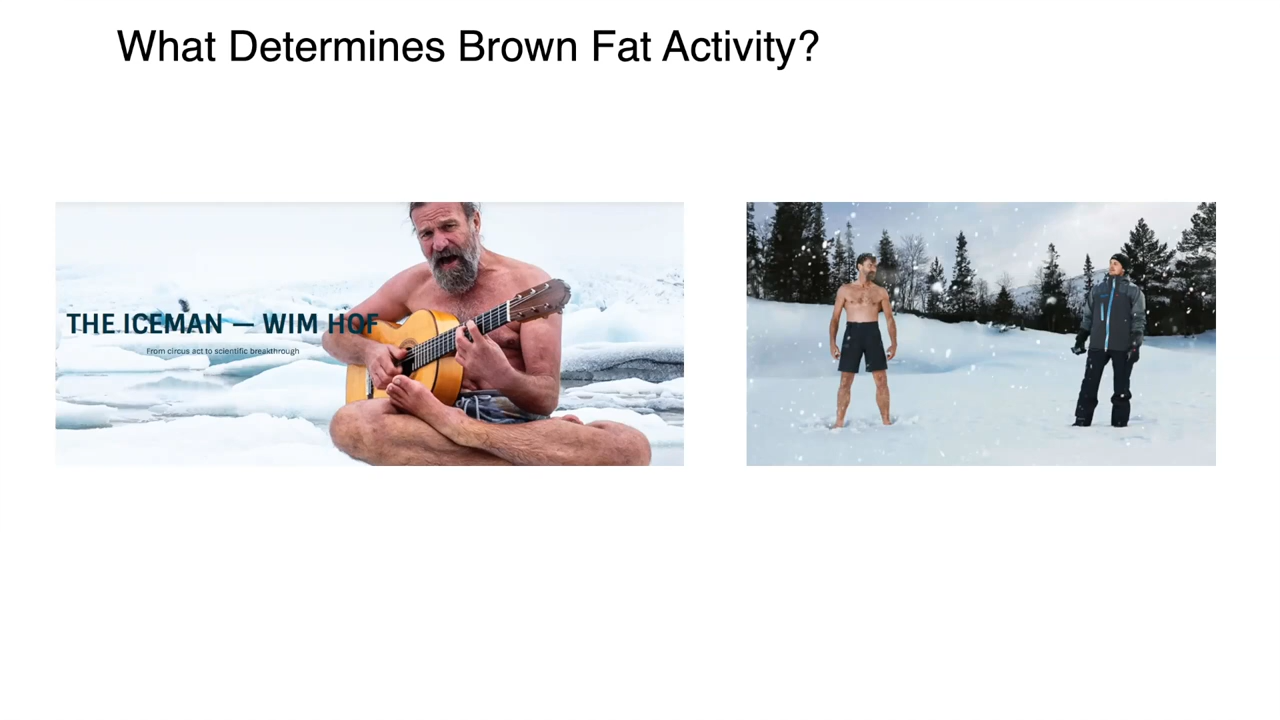 What Determines Brown Fat Activity?
THE ICEMAN — WIM HOF
From circus act to scientific breakthrough